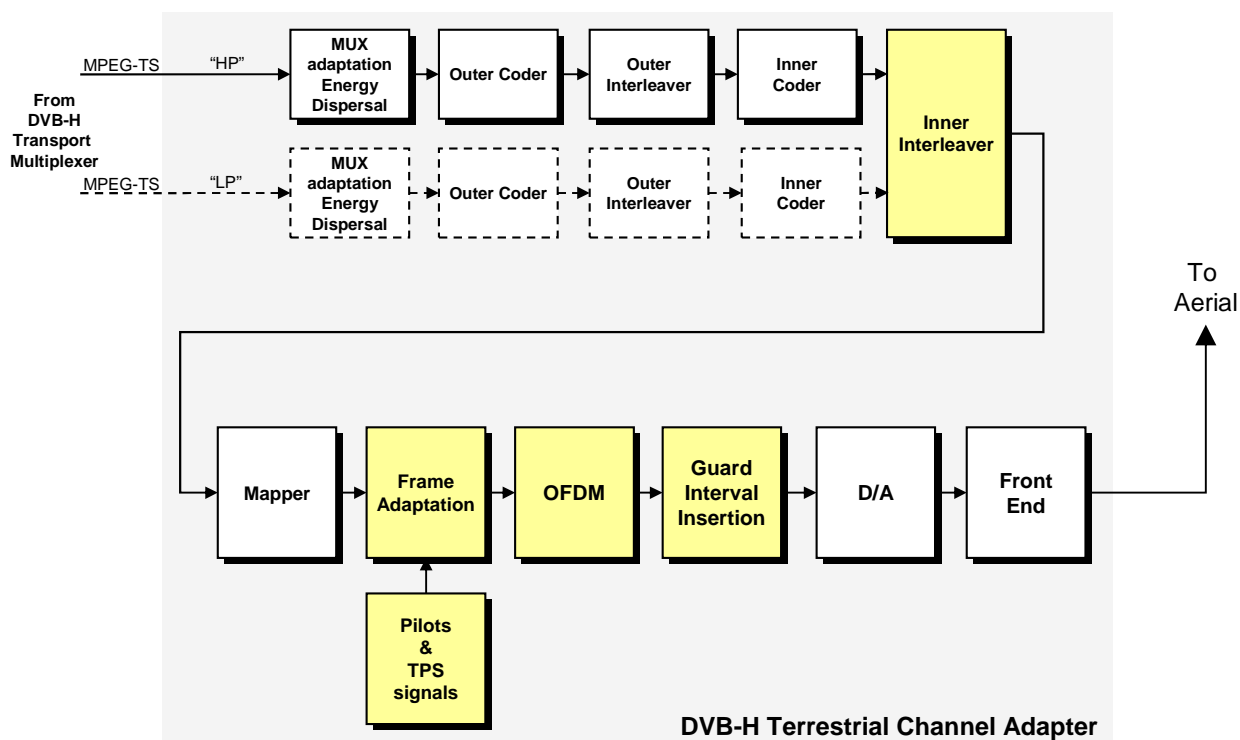 MPEG-TS
“HP”
From
DVB-H
Transport
Multiplexer
MPEG-TS
“LP”
MUX
adaptation
Energy
Dispersal
Outer Coder
Outer
Interleaver
Inner
Coder
MUX
adaptation
Energy
Dispersal
Outer Coder
Outer
Interleaver
Inner
Coder
Inner
Interleaver
To
Aerial
Mapper
Frame
Adaptation
OFDM
Guard
Interval
Insertion
D/A
Front
End
Pilots
&
TPS
signals
DVB-H Terrestrial Channel Adapter